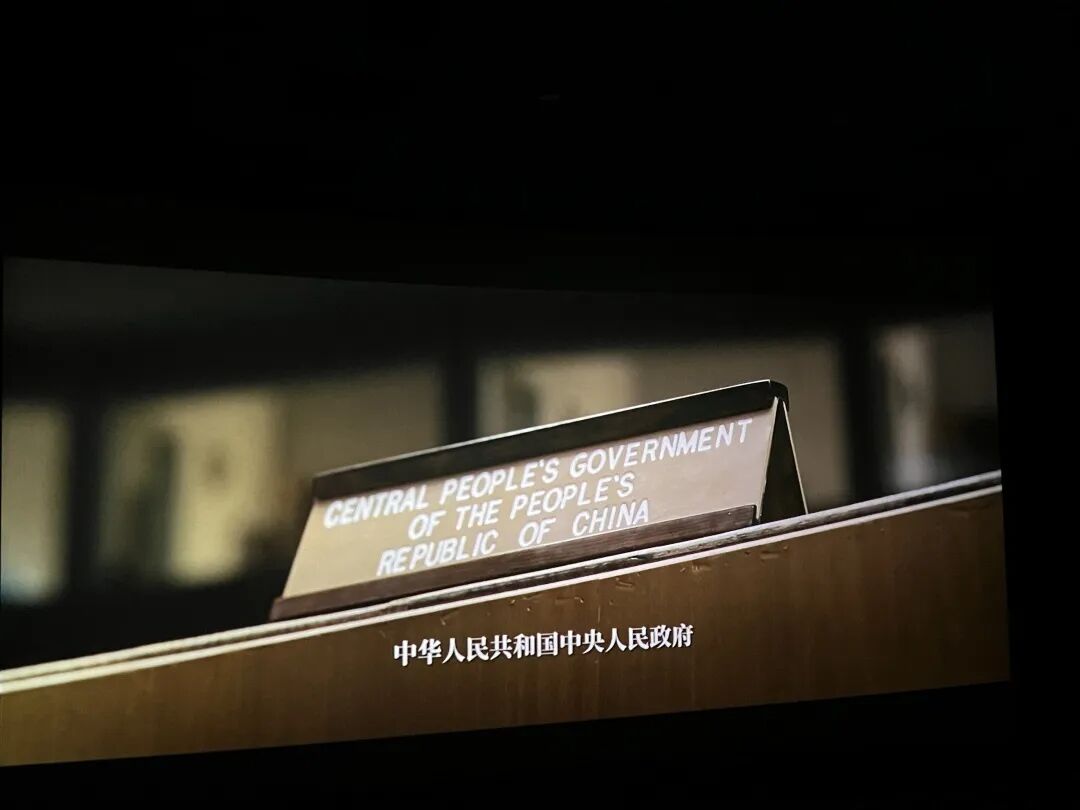 CENTRAL PEOPLE'S GOVERNMENT
OF THE PEOPLE'S
REPUBLIC OF CHINA
中华人民共和国中央人民政府